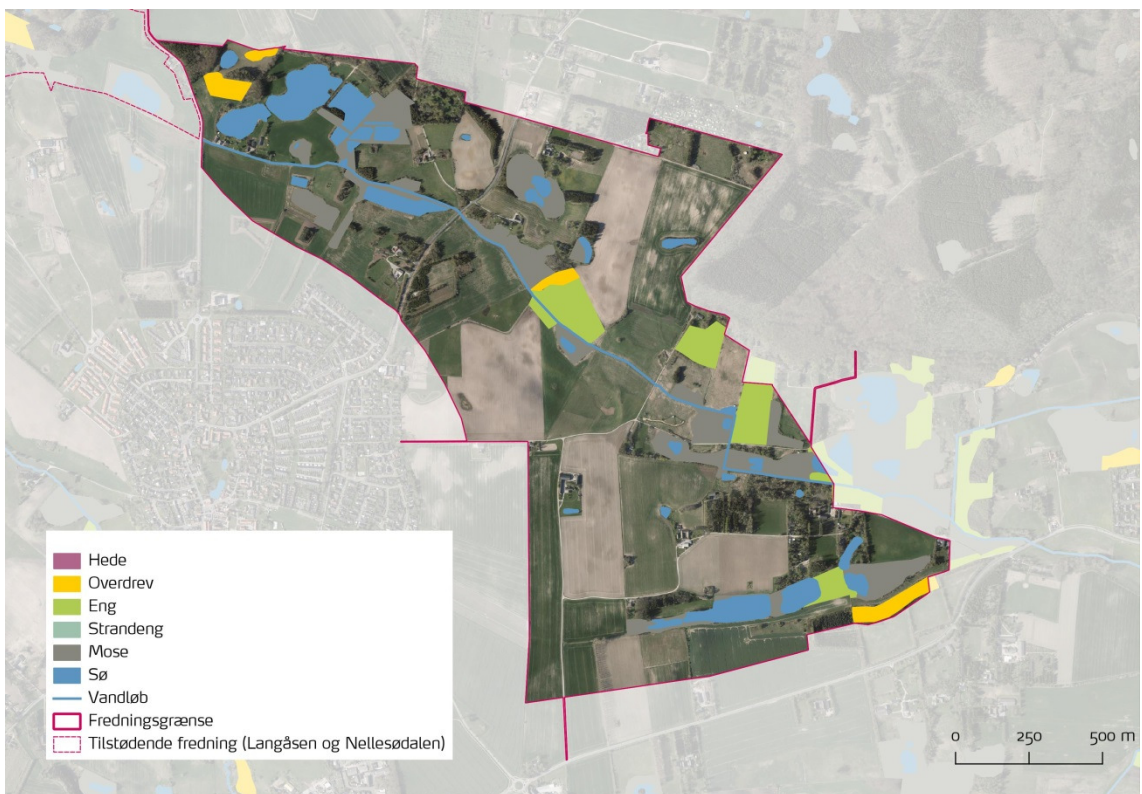 Hede
Overdrev
Eng
Strandeng
Mose
Sø
Vandløb
Fredningsgrænse
Tilstødende fredning (Langåsen og Nellesødalen)
0 250 500 m